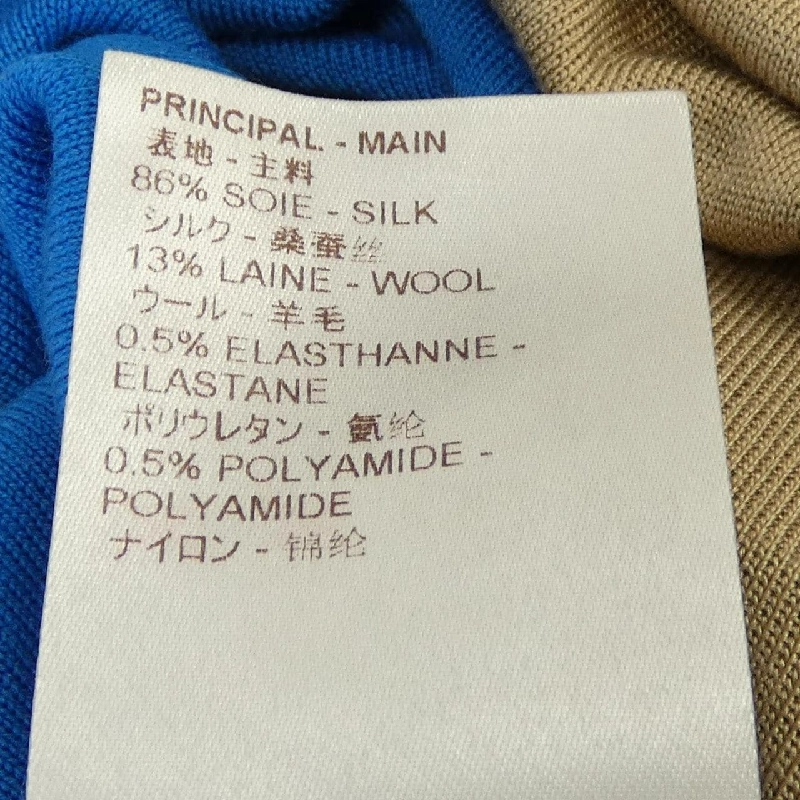 PRINCIPAL - MAIN
表地 - 主料
86% SOIE - SILK
シルク - 桑蚕丝
13% LAINE - WOOL
ウール - 羊毛
0.5% ELASTHANNE -
ELASTANE
ポリウレタン - 氨纶
0.5% POLYAMIDE -
POLYAMIDE
ナイロン - 锦纶